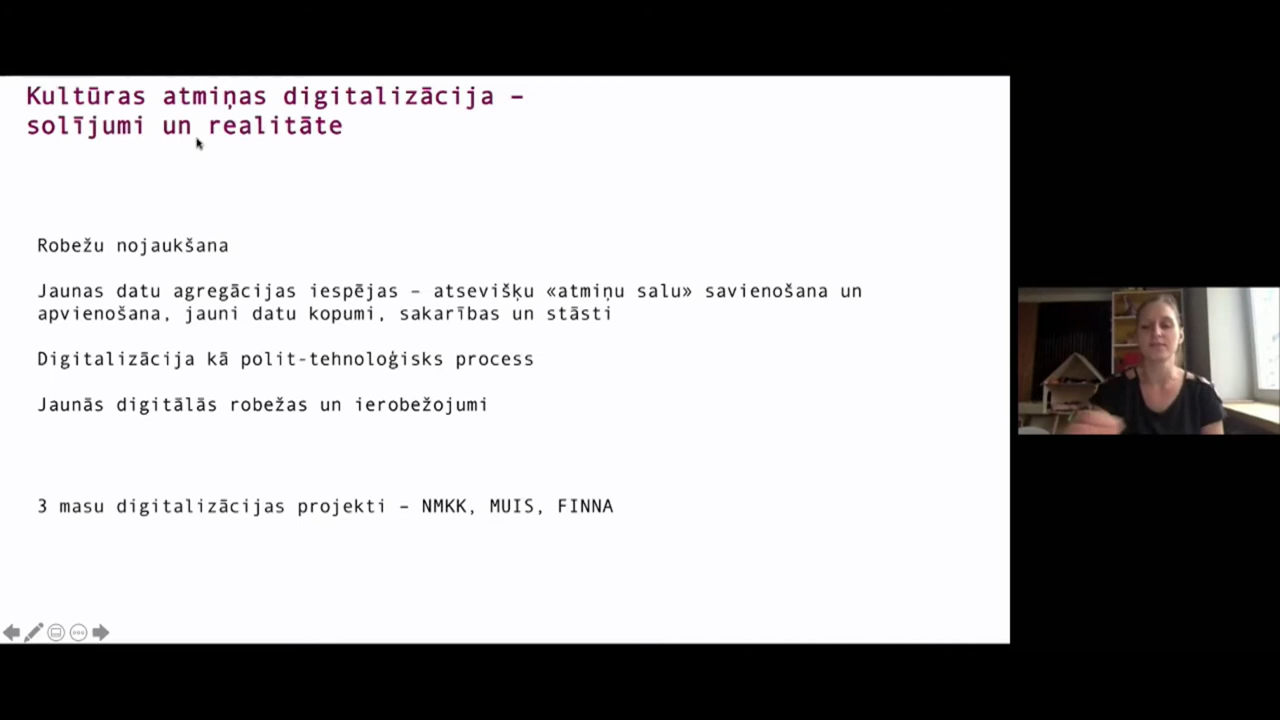 Kultūras atmiņas digitalizācija –
solījumi un realitāte
Robežu nojaukšana
Jaunas datu agregācijas iespējas – atsevišķu «atmiņu salu» savienošana un
apvienošana, jauni datu kopumi, sakarības un stāsti
Digitalizācija kā polit-tehnoloģisks process
Jaunās digitālās robežas un ierobežojumi
3 masu digitalizācijas projekti – NMKK, MUIS, FINNA